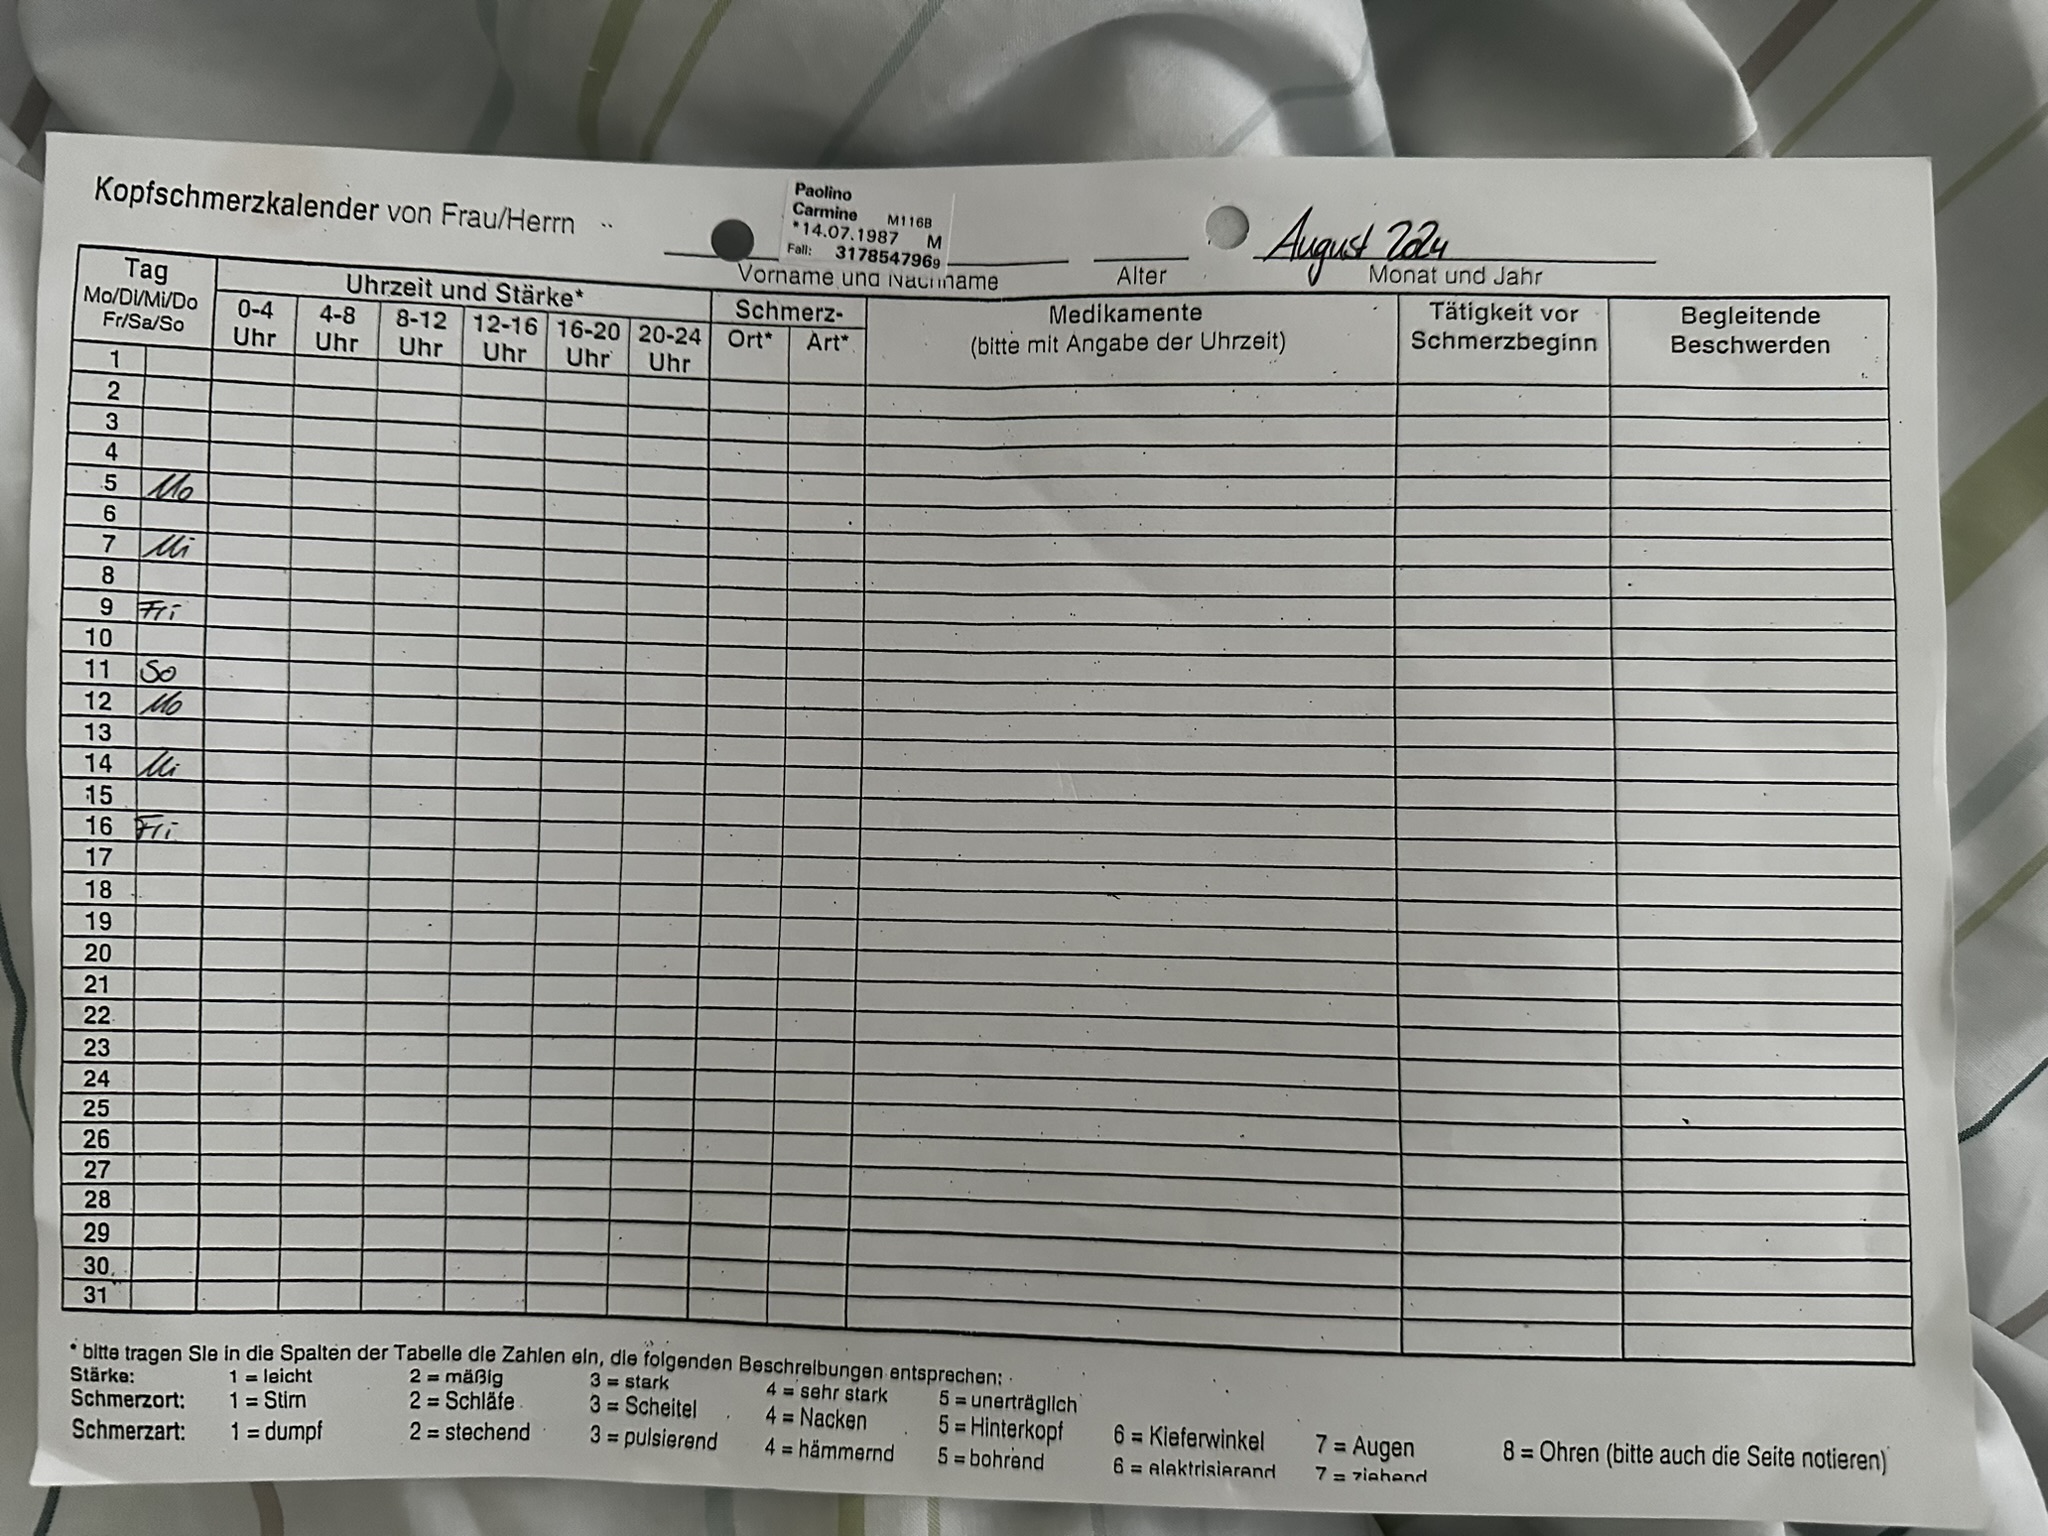 Kopfschmerzkalender von Frau/Herrn
Paolino
Carmine M116B
*14.07.1987 M
Fall: 3178547969
August 2024
Vorname und Nachname Alter Monat und Jahr
Tag
Mo/Di/Mi/Do
Fr/Sa/So
Uhrzeit und Stärke*
0-4 Uhr
4-8 Uhr
8-12 Uhr
12-16 Uhr
16-20 Uhr
20-24 Uhr
Schmerz-
Ort* Art*
Medikamente
(bitte mit Angabe der Uhrzeit)
Tätigkeit vor
Schmerzbeginn
Begleitende
Beschwerden
1
2
3
4
5 Mo
6
7 Mi
8
9 Fri
10
11 So
12 Mo
13
14 Mi
15
16 Fri
17
18
19
20
21
22
23
24
25
26
27
28
29
30
31
* bitte tragen Sie in die Spalten der Tabelle die Zahlen ein, die folgenden Beschreibungen entsprechen:
Stärke: 1 = leicht 2 = mäßig 3 = stark 4 = sehr stark 5 = unerträglich
Schmerzort: 1 = Stirn 2 = Schläfe 3 = Scheitel 4 = Nacken 5 = Hinterkopf 6 = Kieferwinkel 7 = Augen 8 = Ohren (bitte auch die Seite notieren)
Schmerzart: 1 = dumpf 2 = stechend 3 = pulsierend 4 = hämmernd 5 = bohrend 6 = elektrisierend 7 = ziehend